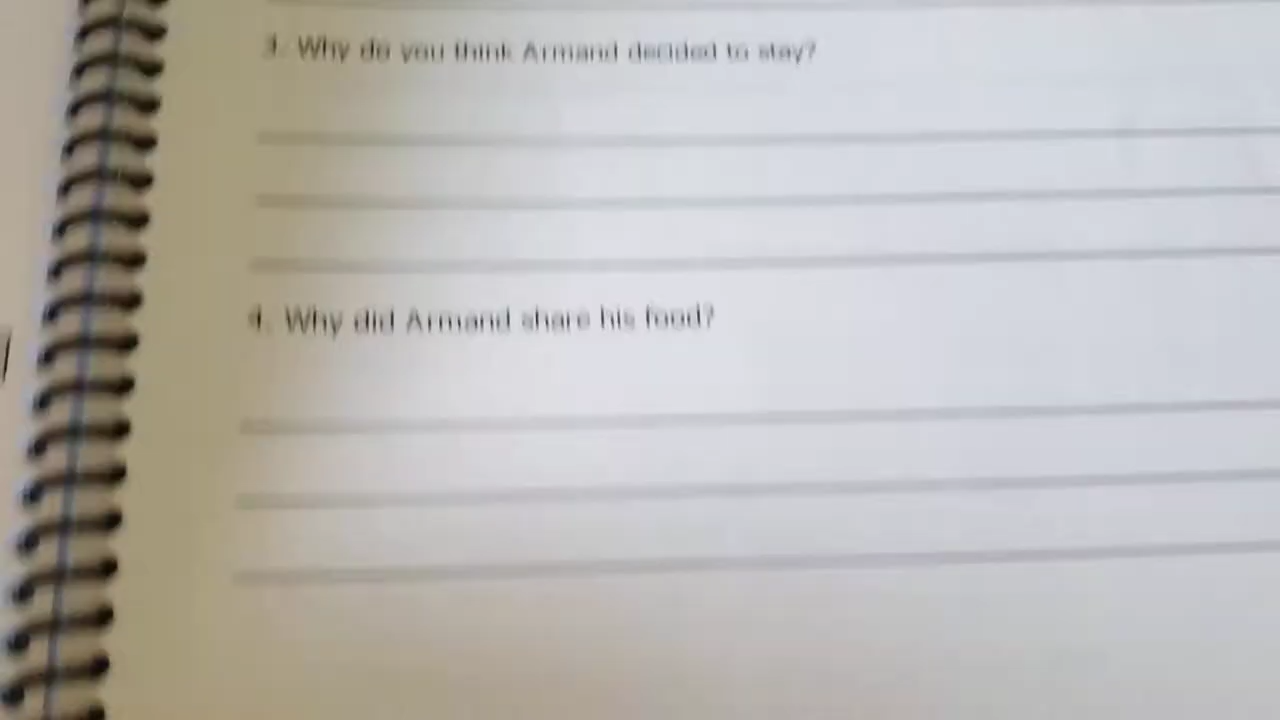 3. Why do you think Armand decided to stay?
4. Why did Armand share his food?